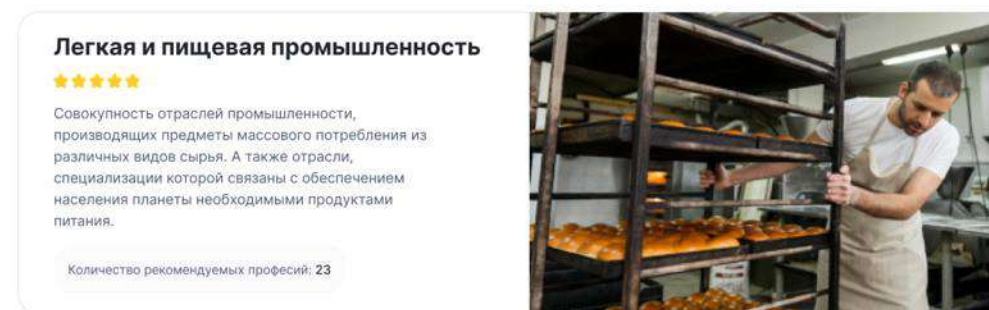 Легкая и пищевая промышленность
Совокупность отраслей промышленности,
производящих предметы массового потребления из
различных видов сырья. А также отрасли,
специализации которой связаны с обеспечением
населения планеты необходимыми продуктами
питания.
Количество рекомендуемых професий: 23